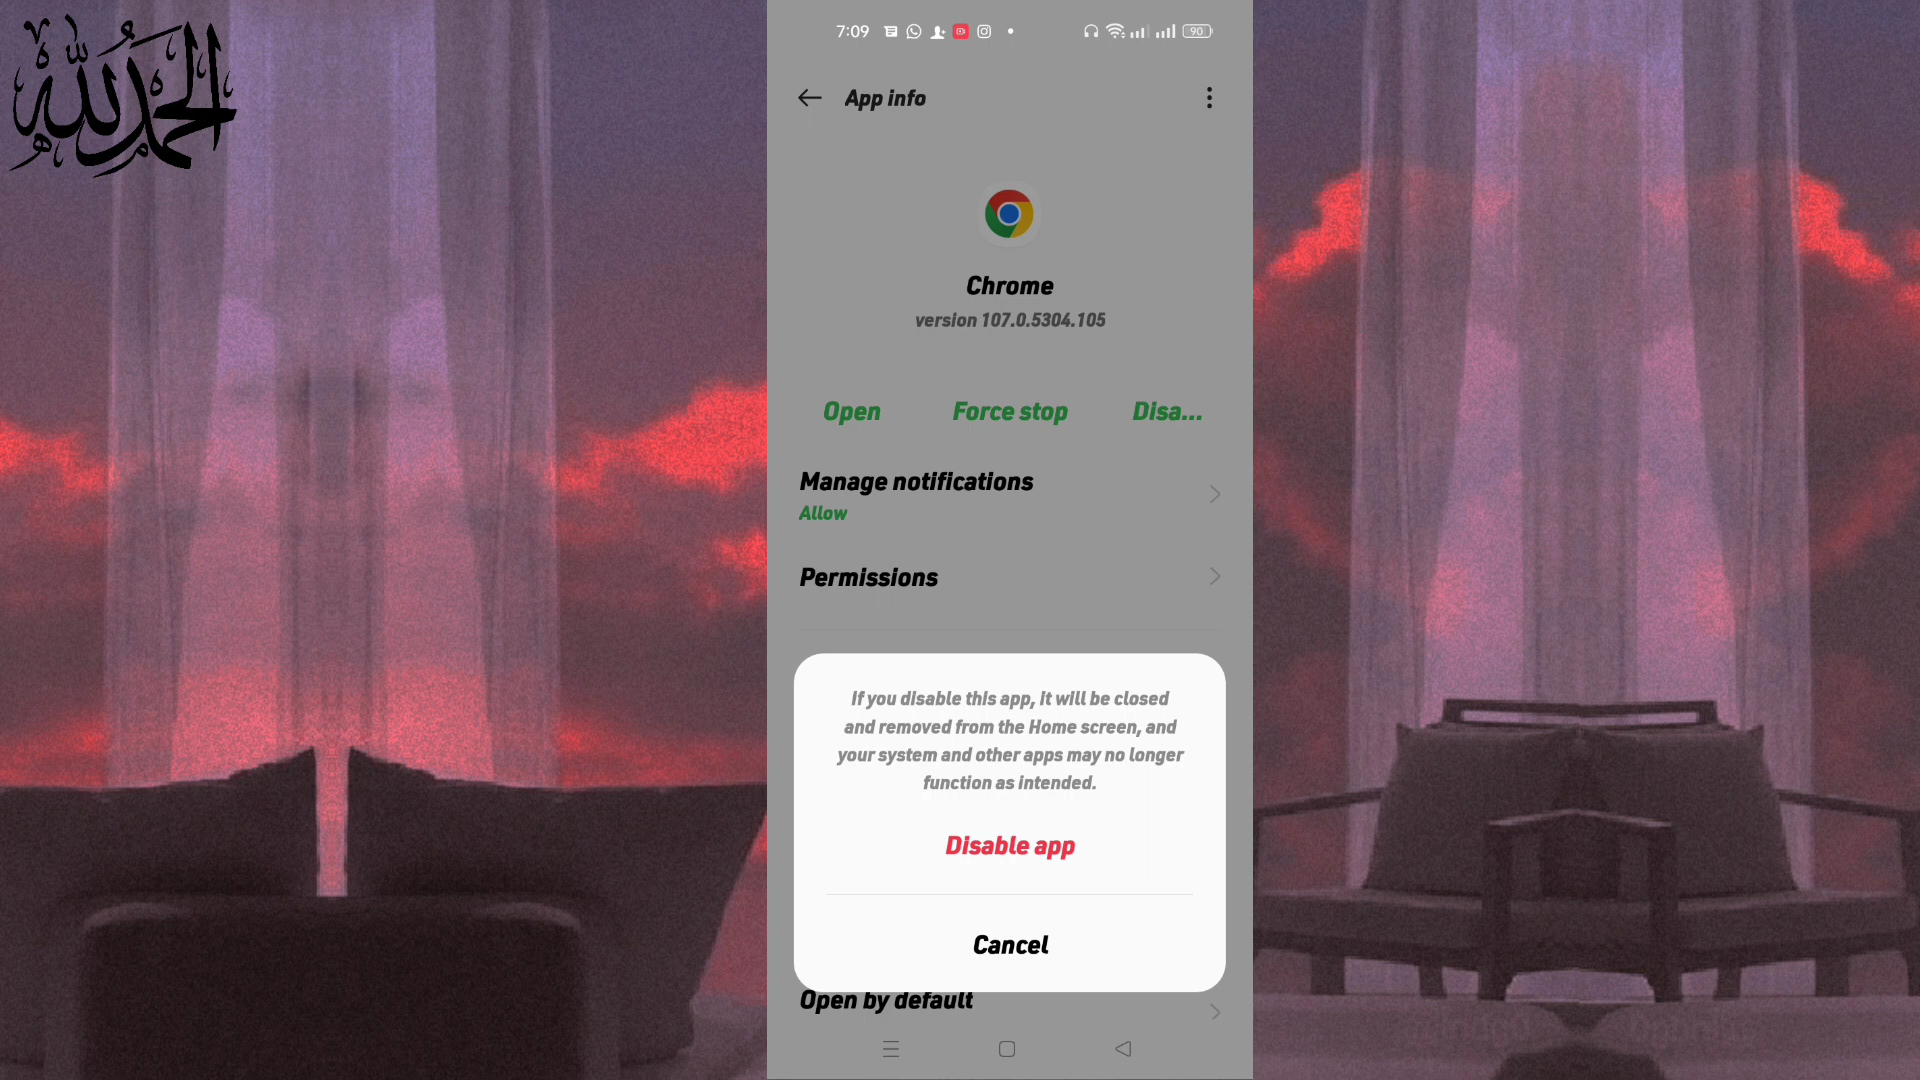 الحمد لله
7:09
90
App info
Chrome
version 107.0.5304.105
Open
Force stop
Disa...
Manage notifications
Allow
Permissions
If you disable this app, it will be closed
and removed from the Home screen, and
your system and other apps may no longer
function as intended.
Disable app
Cancel
Open by default